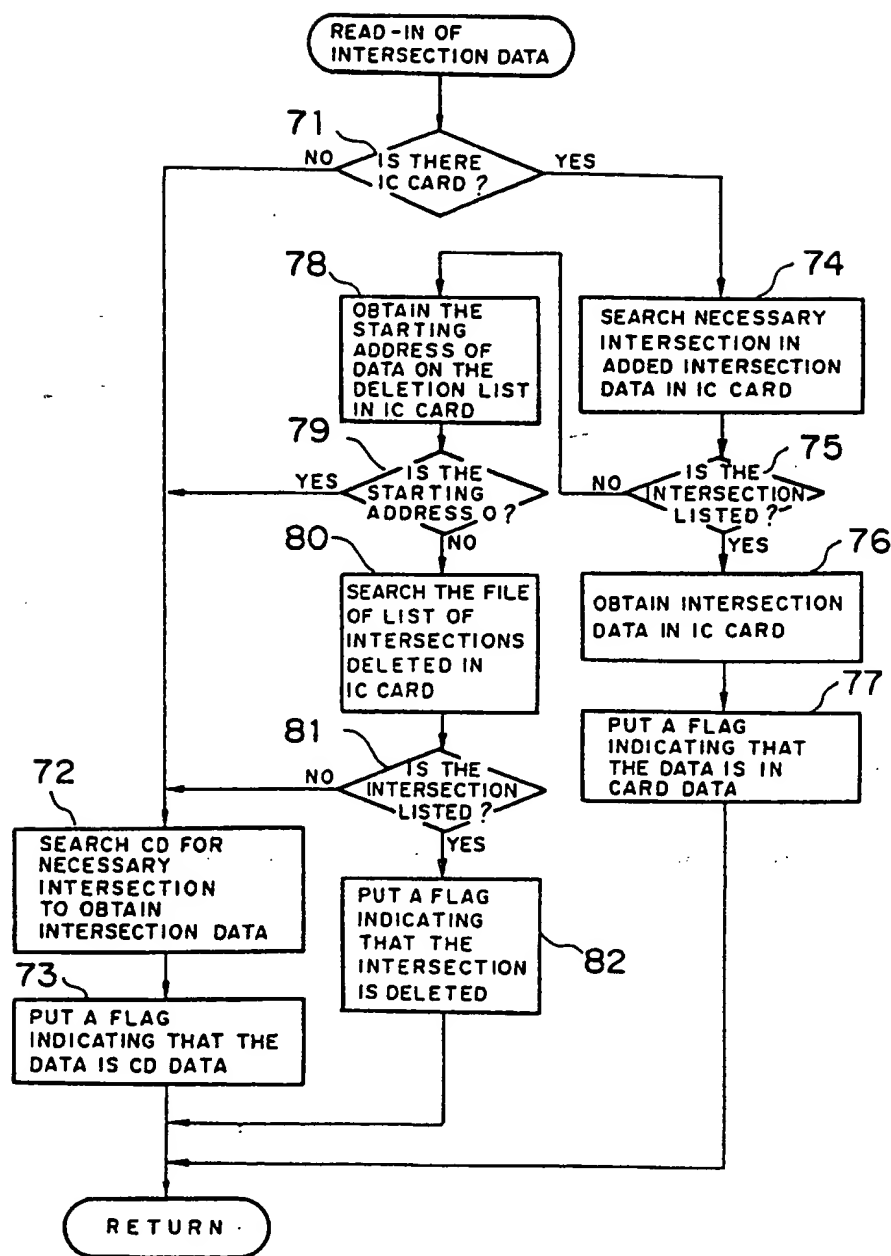 READ-IN OF
INTERSECTION DATA
71
NO
IS THERE
IC CARD?
YES
78
OBTAIN THE
STARTING
ADDRESS OF
DATA ON THE
DELETION LIST
IN IC CARD
74
SEARCH NECESSARY
INTERSECTION IN
ADDED INTERSECTION
DATA IN IC CARD
79
YES
IS THE
STARTING
ADDRESS 0?
NO
75
NO
IS THE
INTERSECTION
LISTED?
YES
80
SEARCH THE FILE
OF LIST OF
INTERSECTIONS
DELETED IN
IC CARD
76
OBTAIN INTERSECTION
DATA IN IC CARD
77
PUT A FLAG
INDICATING THAT
THE DATA IS IN
CARD DATA
81
NO
IS THE
INTERSECTION
LISTED?
YES
72
SEARCH CD FOR
NECESSARY
INTERSECTION
TO OBTAIN
INTERSECTION DATA
82
PUT A FLAG
INDICATING
THAT THE
INTERSECTION
IS DELETED
73
PUT A FLAG
INDICATING THAT THE
DATA IS CD DATA
RETURN